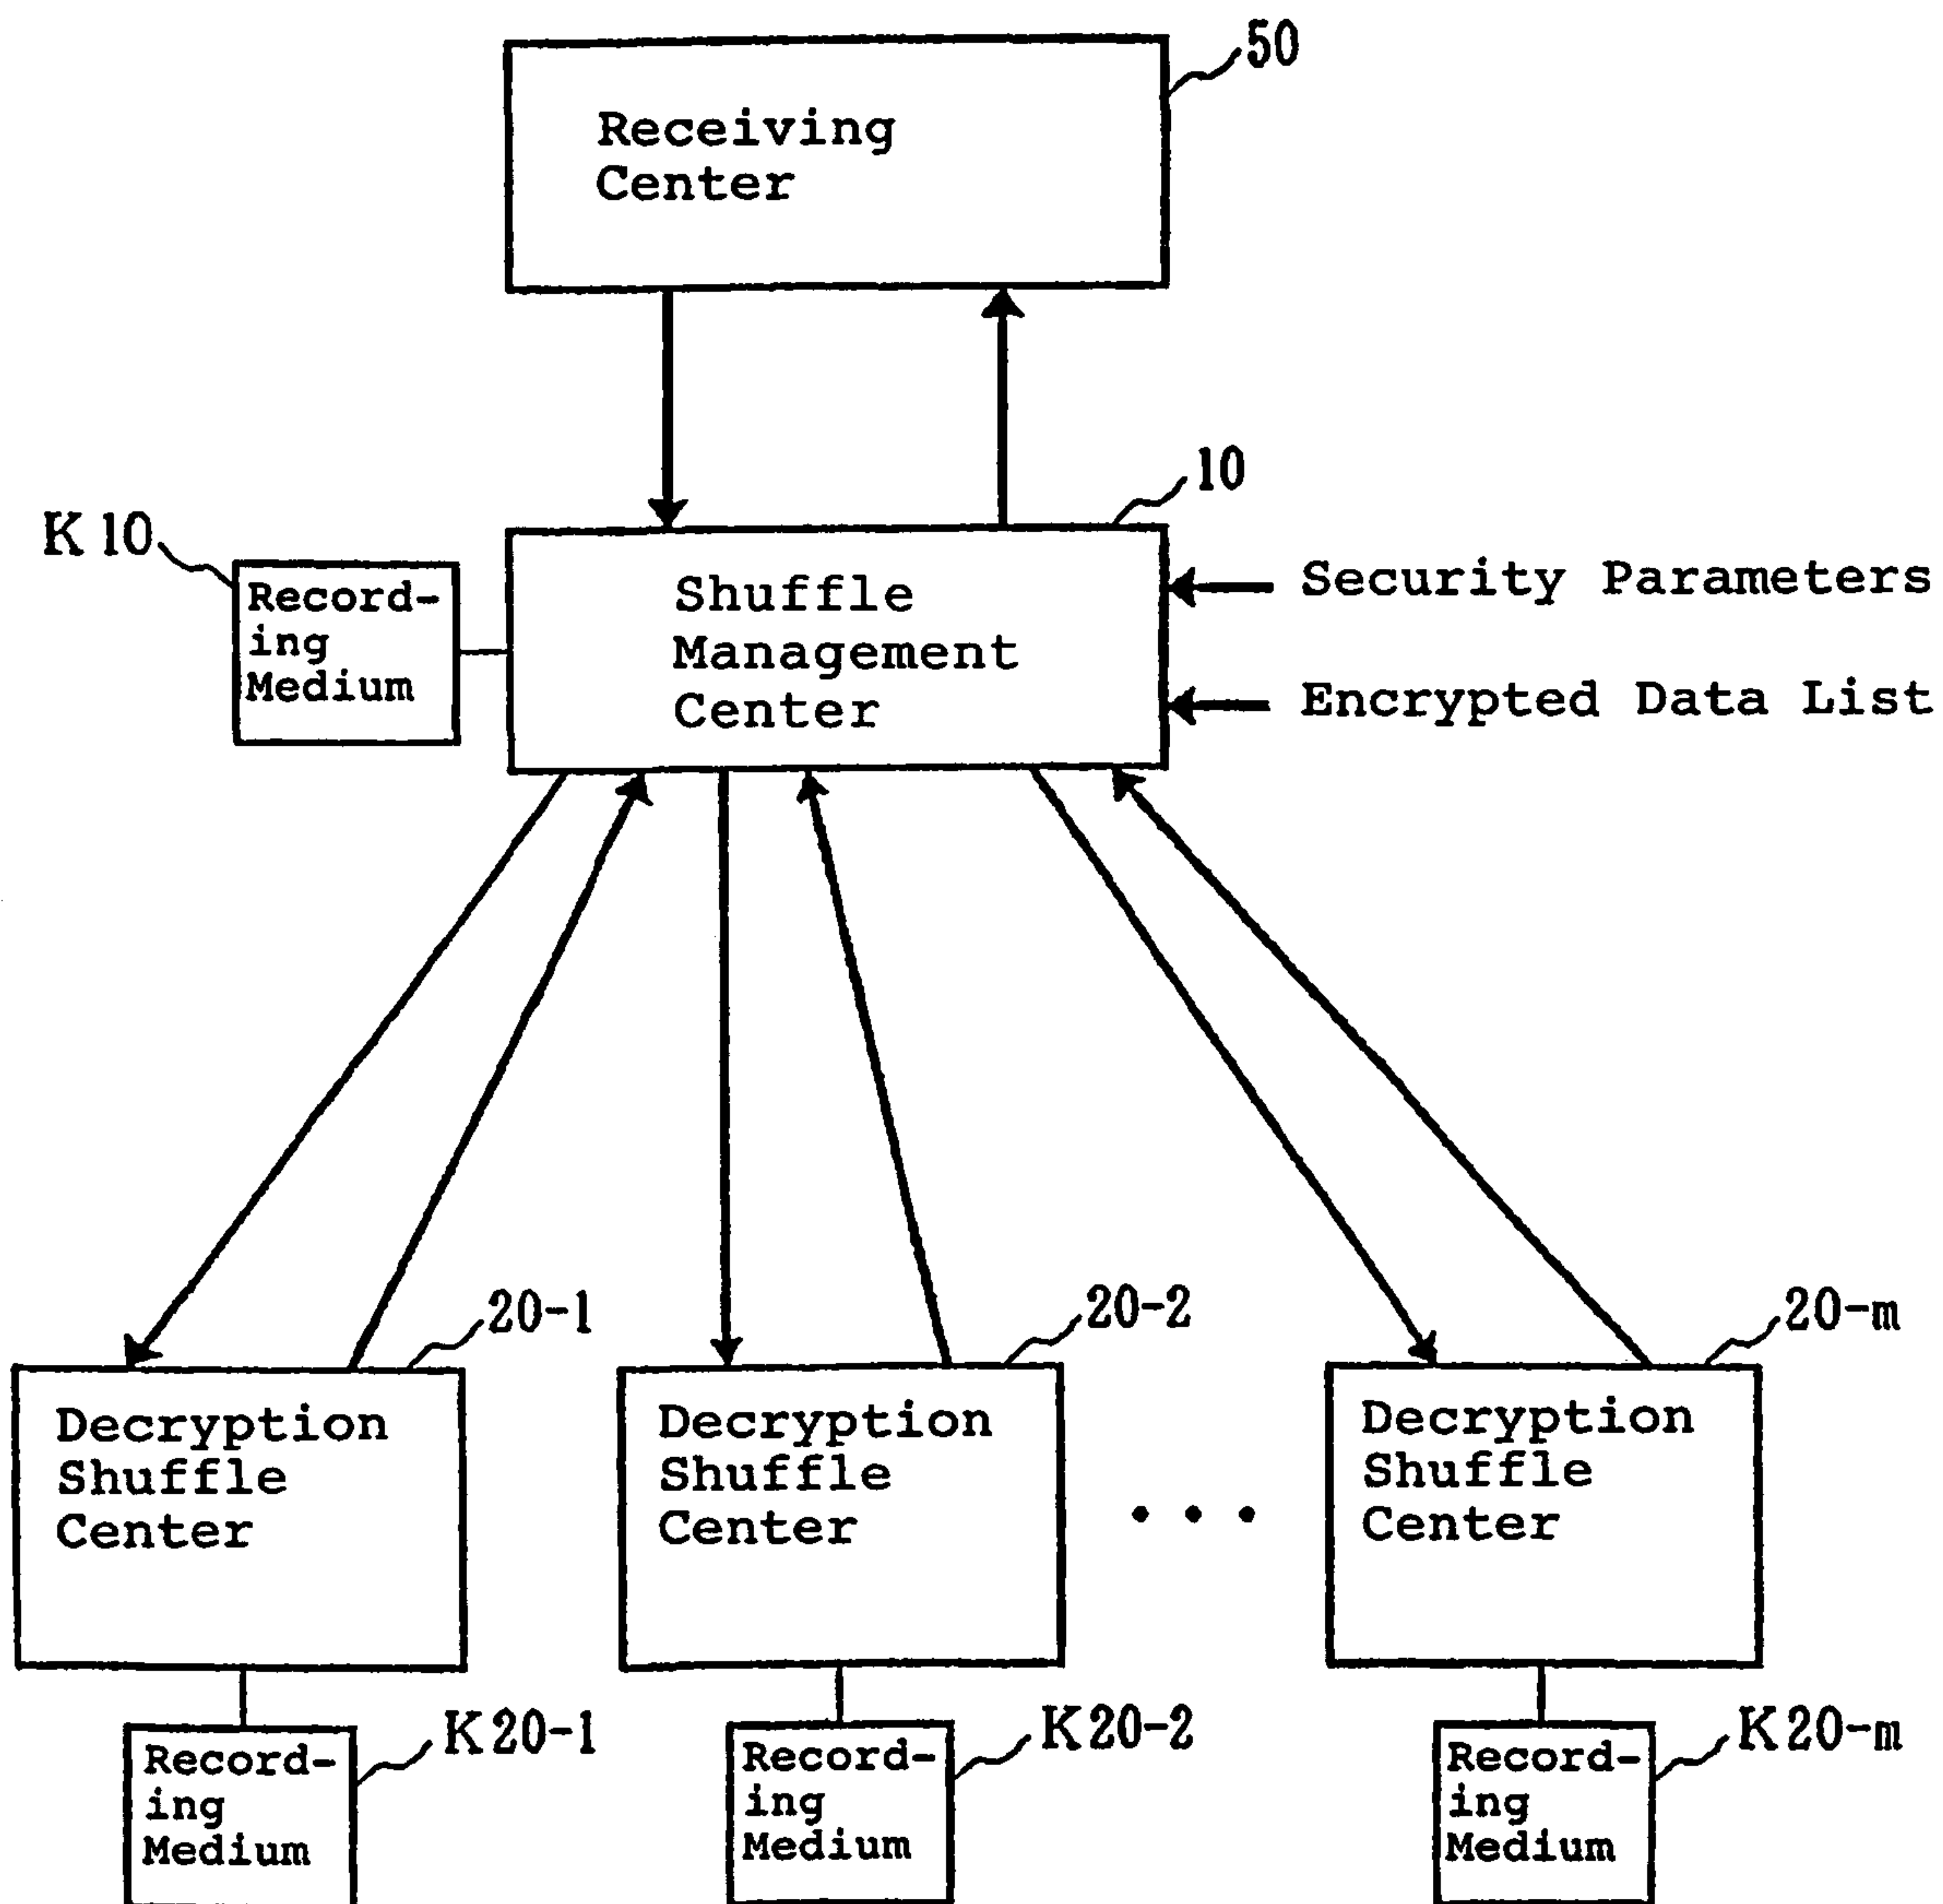 50
Receiving
Center
10
K10
Record-
ing
Medium
Shuffle
Management
Center
Security Parameters
Encrypted Data List
20-1
20-2
20-m
Decryption
Shuffle
Center
Decryption
Shuffle
Center
• • •
Decryption
Shuffle
Center
K20-1
Record-
ing
Medium
K20-2
Record-
ing
Medium
K20-m
Record-
ing
Medium